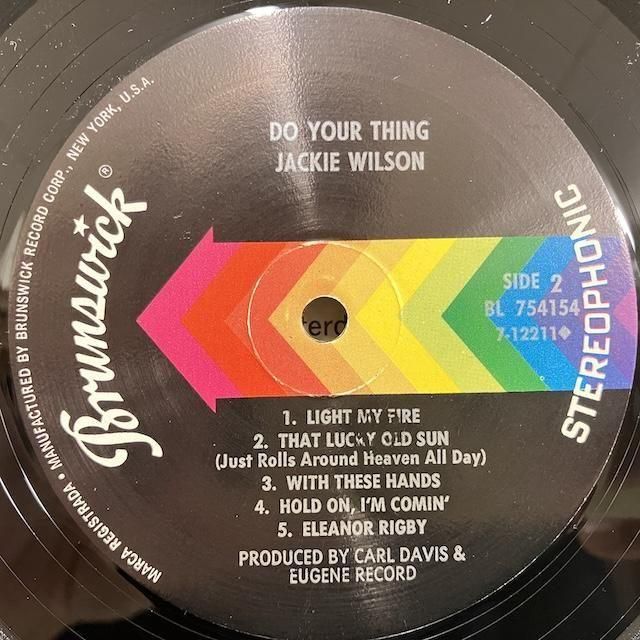 DO YOUR THING
JACKIE WILSON
Brunswick®
MARCA REGISTRADA • MANUFACTURED BY BRUNSWICK RECORD CORP., NEW YORK, U.S.A.
SIDE 2
BL 754154
7-12211◆
STEREOPHONIC
1. LIGHT MY FIRE
2. THAT LUCKY OLD SUN
(Just Rolls Around Heaven All Day)
3. WITH THESE HANDS
4. HOLD ON, I'M COMIN'
5. ELEANOR RIGBY
PRODUCED BY CARL DAVIS &
EUGENE RECORD